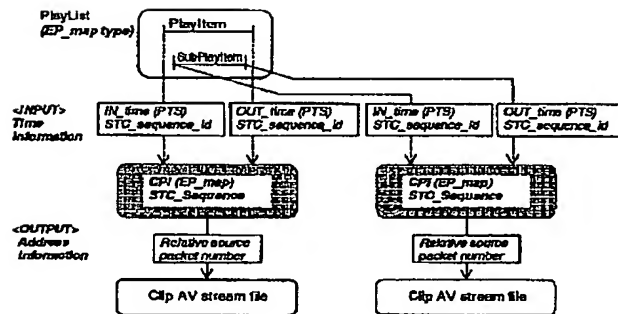 PlayList
(EP_map type)
PlayItem
SubPlayItem
<INPUT>
Time
Information
IN_time (PTS)
STC_sequence_id
OUT_time (PTS)
STC_sequence_id
IN_time (PTS)
STC_sequence_id
OUT_time (PTS)
STC_sequence_id
CPI (EP_map)
STC_Sequence
CPI (EP_map)
STC_Sequence
<OUTPUT>
Address
Information
Relative source
packet number
Relative source
packet number
Clip AV stream file
Clip AV stream file